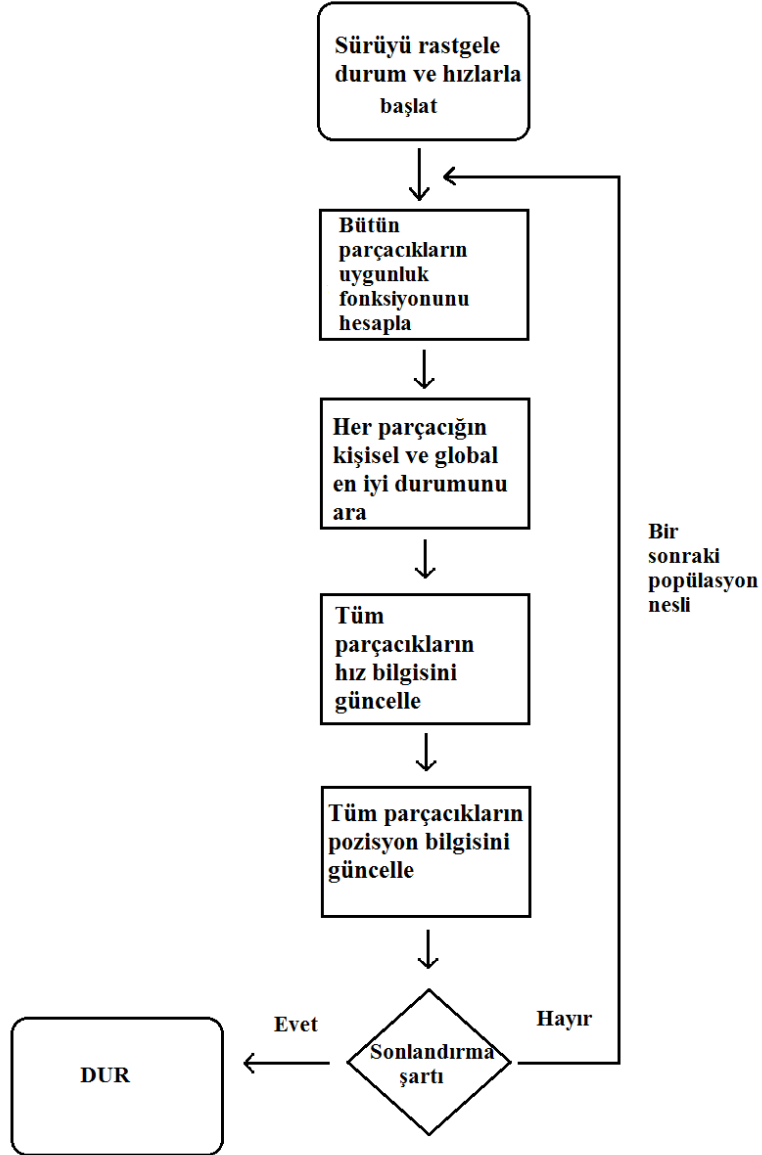 Sürüyü rastgele
durum ve hızlarla
başlat
Bütün
parçacıkların
uygunluk
fonksiyonunu
hesapla
Her parçacığın
kişisel ve global
en iyi durumunu
ara
Bir
sonraki
popülasyon
nesli
Tüm
parçacıkların
hız bilgisini
güncelle
Tüm parçacıkların
pozisyon bilgisini
güncelle
Evet
Hayır
Sonlandırma
şartı
DUR